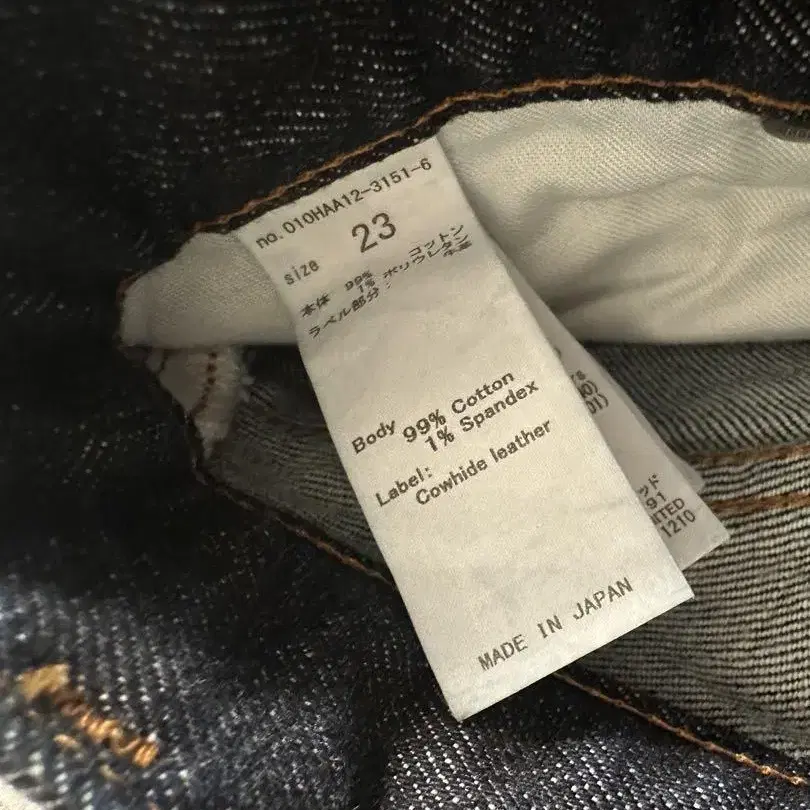 no. 010HAA12-3151-6
size 23
本体 99% コットン
1% ポリウレタン
ラベル部分: 牛革
Body 99% Cotton
1% Spandex
Label:
Cowhide leather
MADE IN JAPAN
91
1210